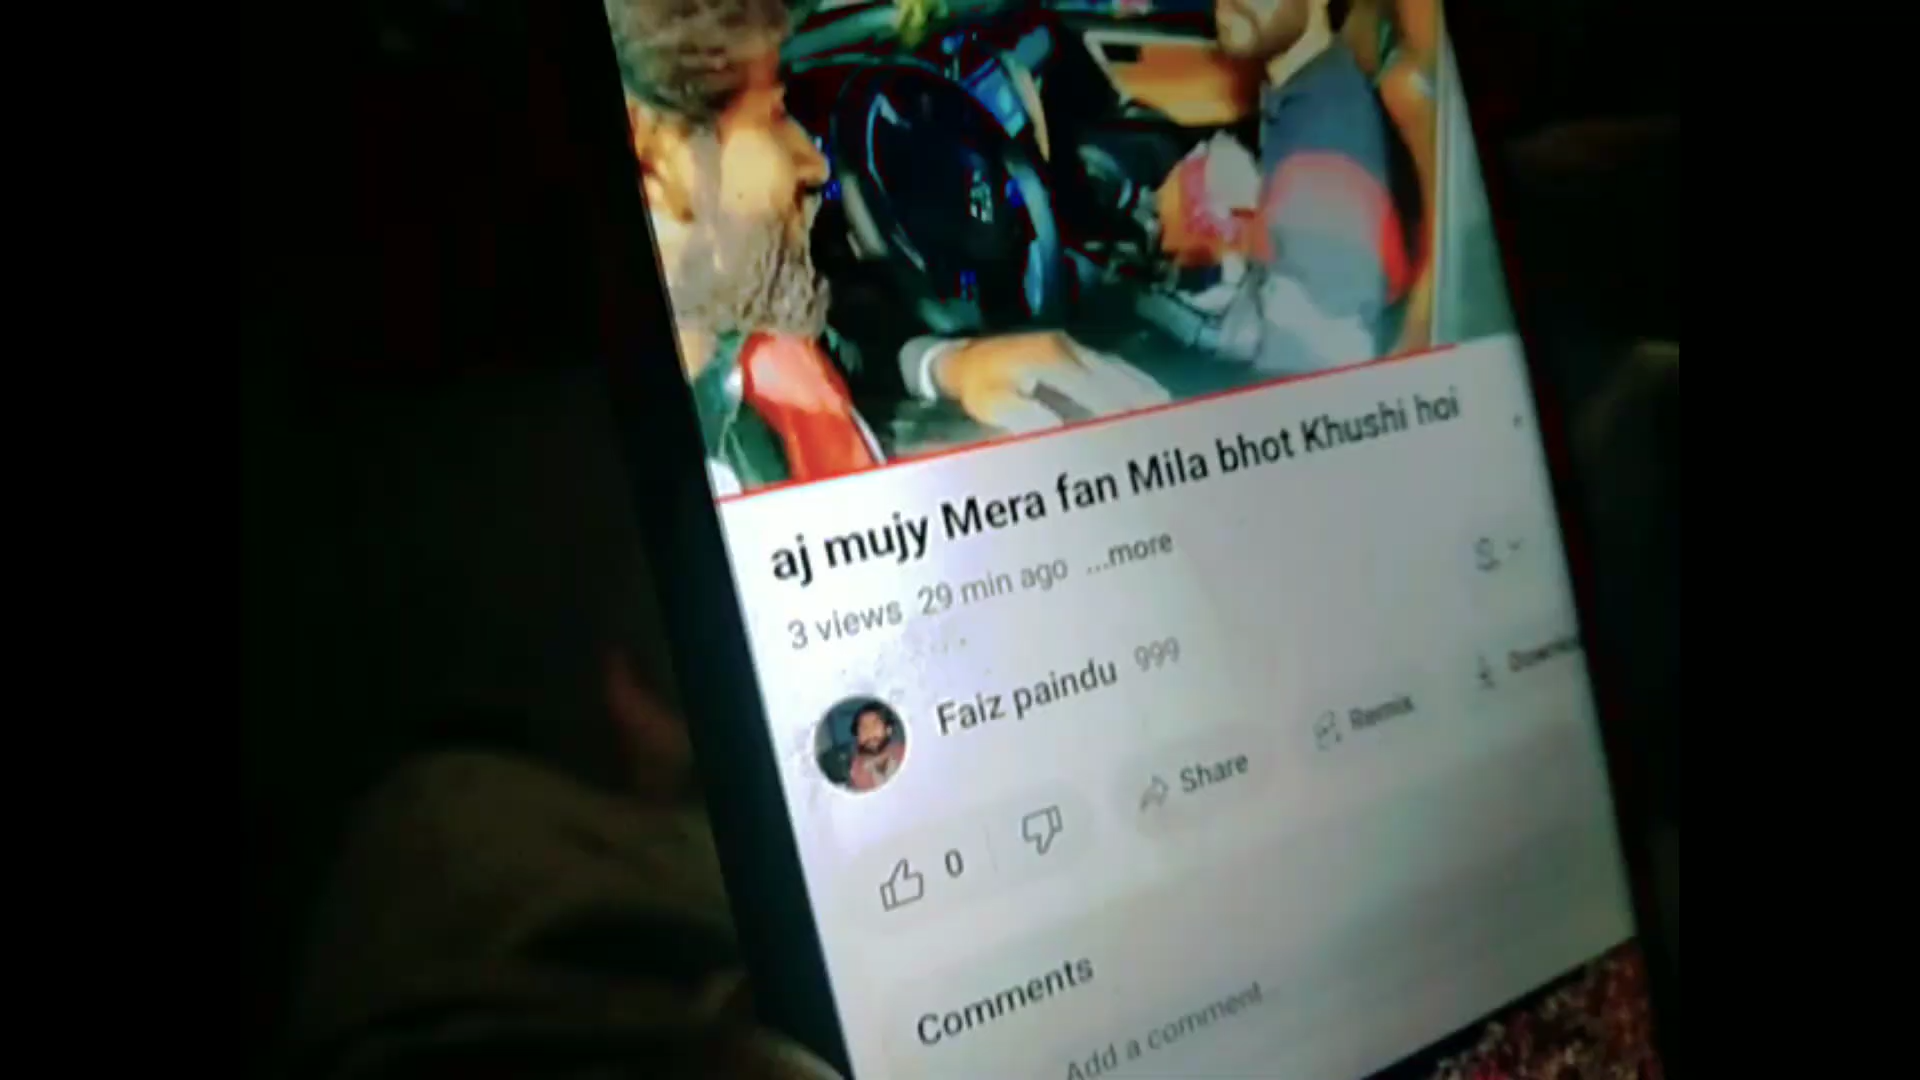 aj mujy Mera fan Mila bhot Khushi hoi
3 views 29 min ago ...more
Faiz paindu 999
0
Share
Remix
Comments
Add a comment...